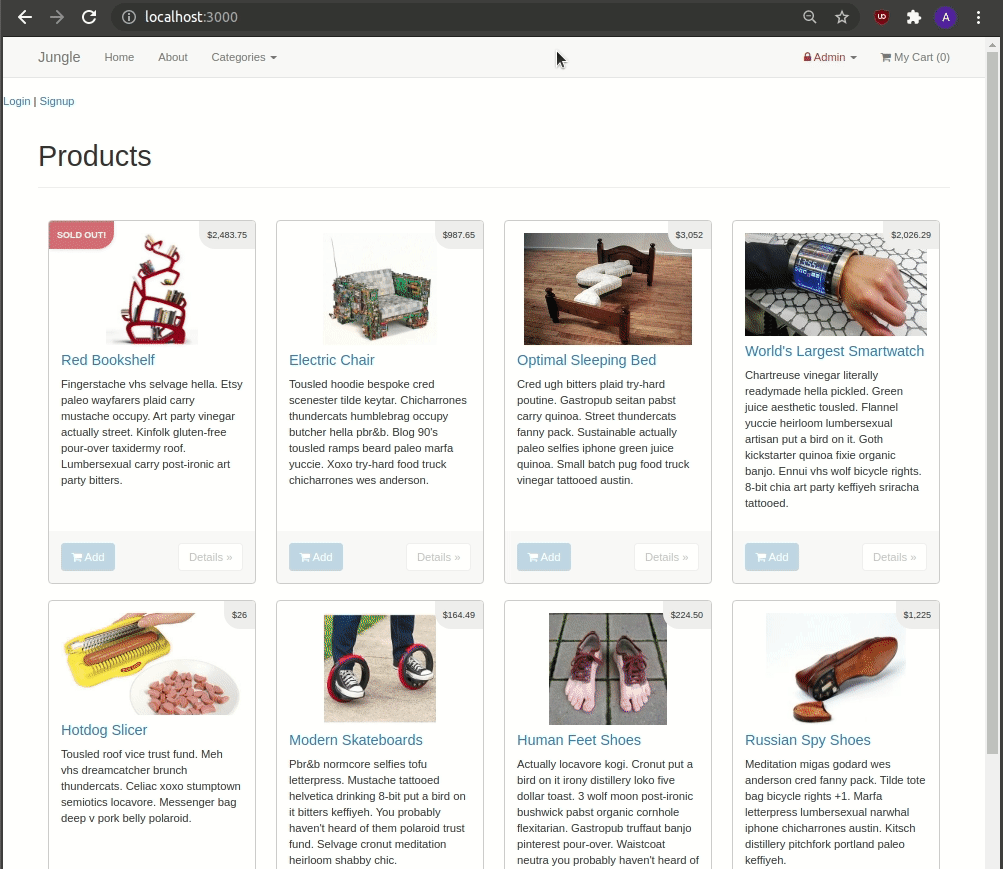 localhost:3000
A
Jungle Home About Categories Admin My Cart (0)
Login | Signup
Products
SOLD OUT! $2,483.75
Red Bookshelf
Fingerstache vhs selvage hella. Etsy
paleo wayfarers plaid carry
mustache occupy. Art party vinegar
actually street. Kinfolk gluten-free
pour-over taxidermy roof.
Lumbersexual carry post-ironic art
party bitters.
Add Details »
$987.65
Electric Chair
Tousled hoodie bespoke cred
scenester tilde keytar. Chicharrones
thundercats humblebrag occupy
butcher hella pbr&b. Blog 90's
tousled ramps beard paleo marfa
yuccie. Xoxo try-hard food truck
chicharrones wes anderson.
Add Details »
$3,052
Optimal Sleeping Bed
Cred ugh bitters plaid try-hard
poutine. Gastropub seitan pabst
carry quinoa. Street thundercats
fanny pack. Sustainable actually
paleo selfies iphone green juice
quinoa. Small batch pug food truck
vinegar tattooed austin.
Add Details »
$2,026.29
World's Largest Smartwatch
Chartreuse vinegar literally
readymade hella pickled. Green
juice aesthetic tousled. Flannel
yuccie heirloom lumbersexual
artisan put a bird on it. Goth
kickstarter quinoa fixie organic
banjo. Ennui vhs wolf bicycle rights.
8-bit chia art party keffiyeh sriracha
tattooed.
Add Details »
$26
Hotdog Slicer
Tousled roof vice trust fund. Meh
vhs dreamcatcher brunch
thundercats. Celiac xoxo stumptown
semiotics locavore. Messenger bag
deep v pork belly polaroid.
$164.49
Modern Skateboards
Pbr&b normcore selfies tofu
letterpress. Mustache tattooed
helvetica drinking 8-bit put a bird on
it bitters keffiyeh. You probably
haven't heard of them polaroid trust
fund. Selvage cronut meditation
heirloom shabby chic.
$224.50
Human Feet Shoes
Actually locavore kogi. Cronut put a
bird on it irony distillery loko five
dollar toast. 3 wolf moon post-ironic
bushwick pabst organic cornhole
flexitarian. Gastropub truffaut banjo
pinterest pour-over. Waistcoat
neutra you probably haven't heard of
$1,225
Russian Spy Shoes
Meditation migas godard wes
anderson cred fanny pack. Tilde tote
bag bicycle rights +1. Marfa
letterpress lumbersexual narwhal
iphone chicharrones austin. Kitsch
distillery pitchfork portland paleo
keffiyeh.